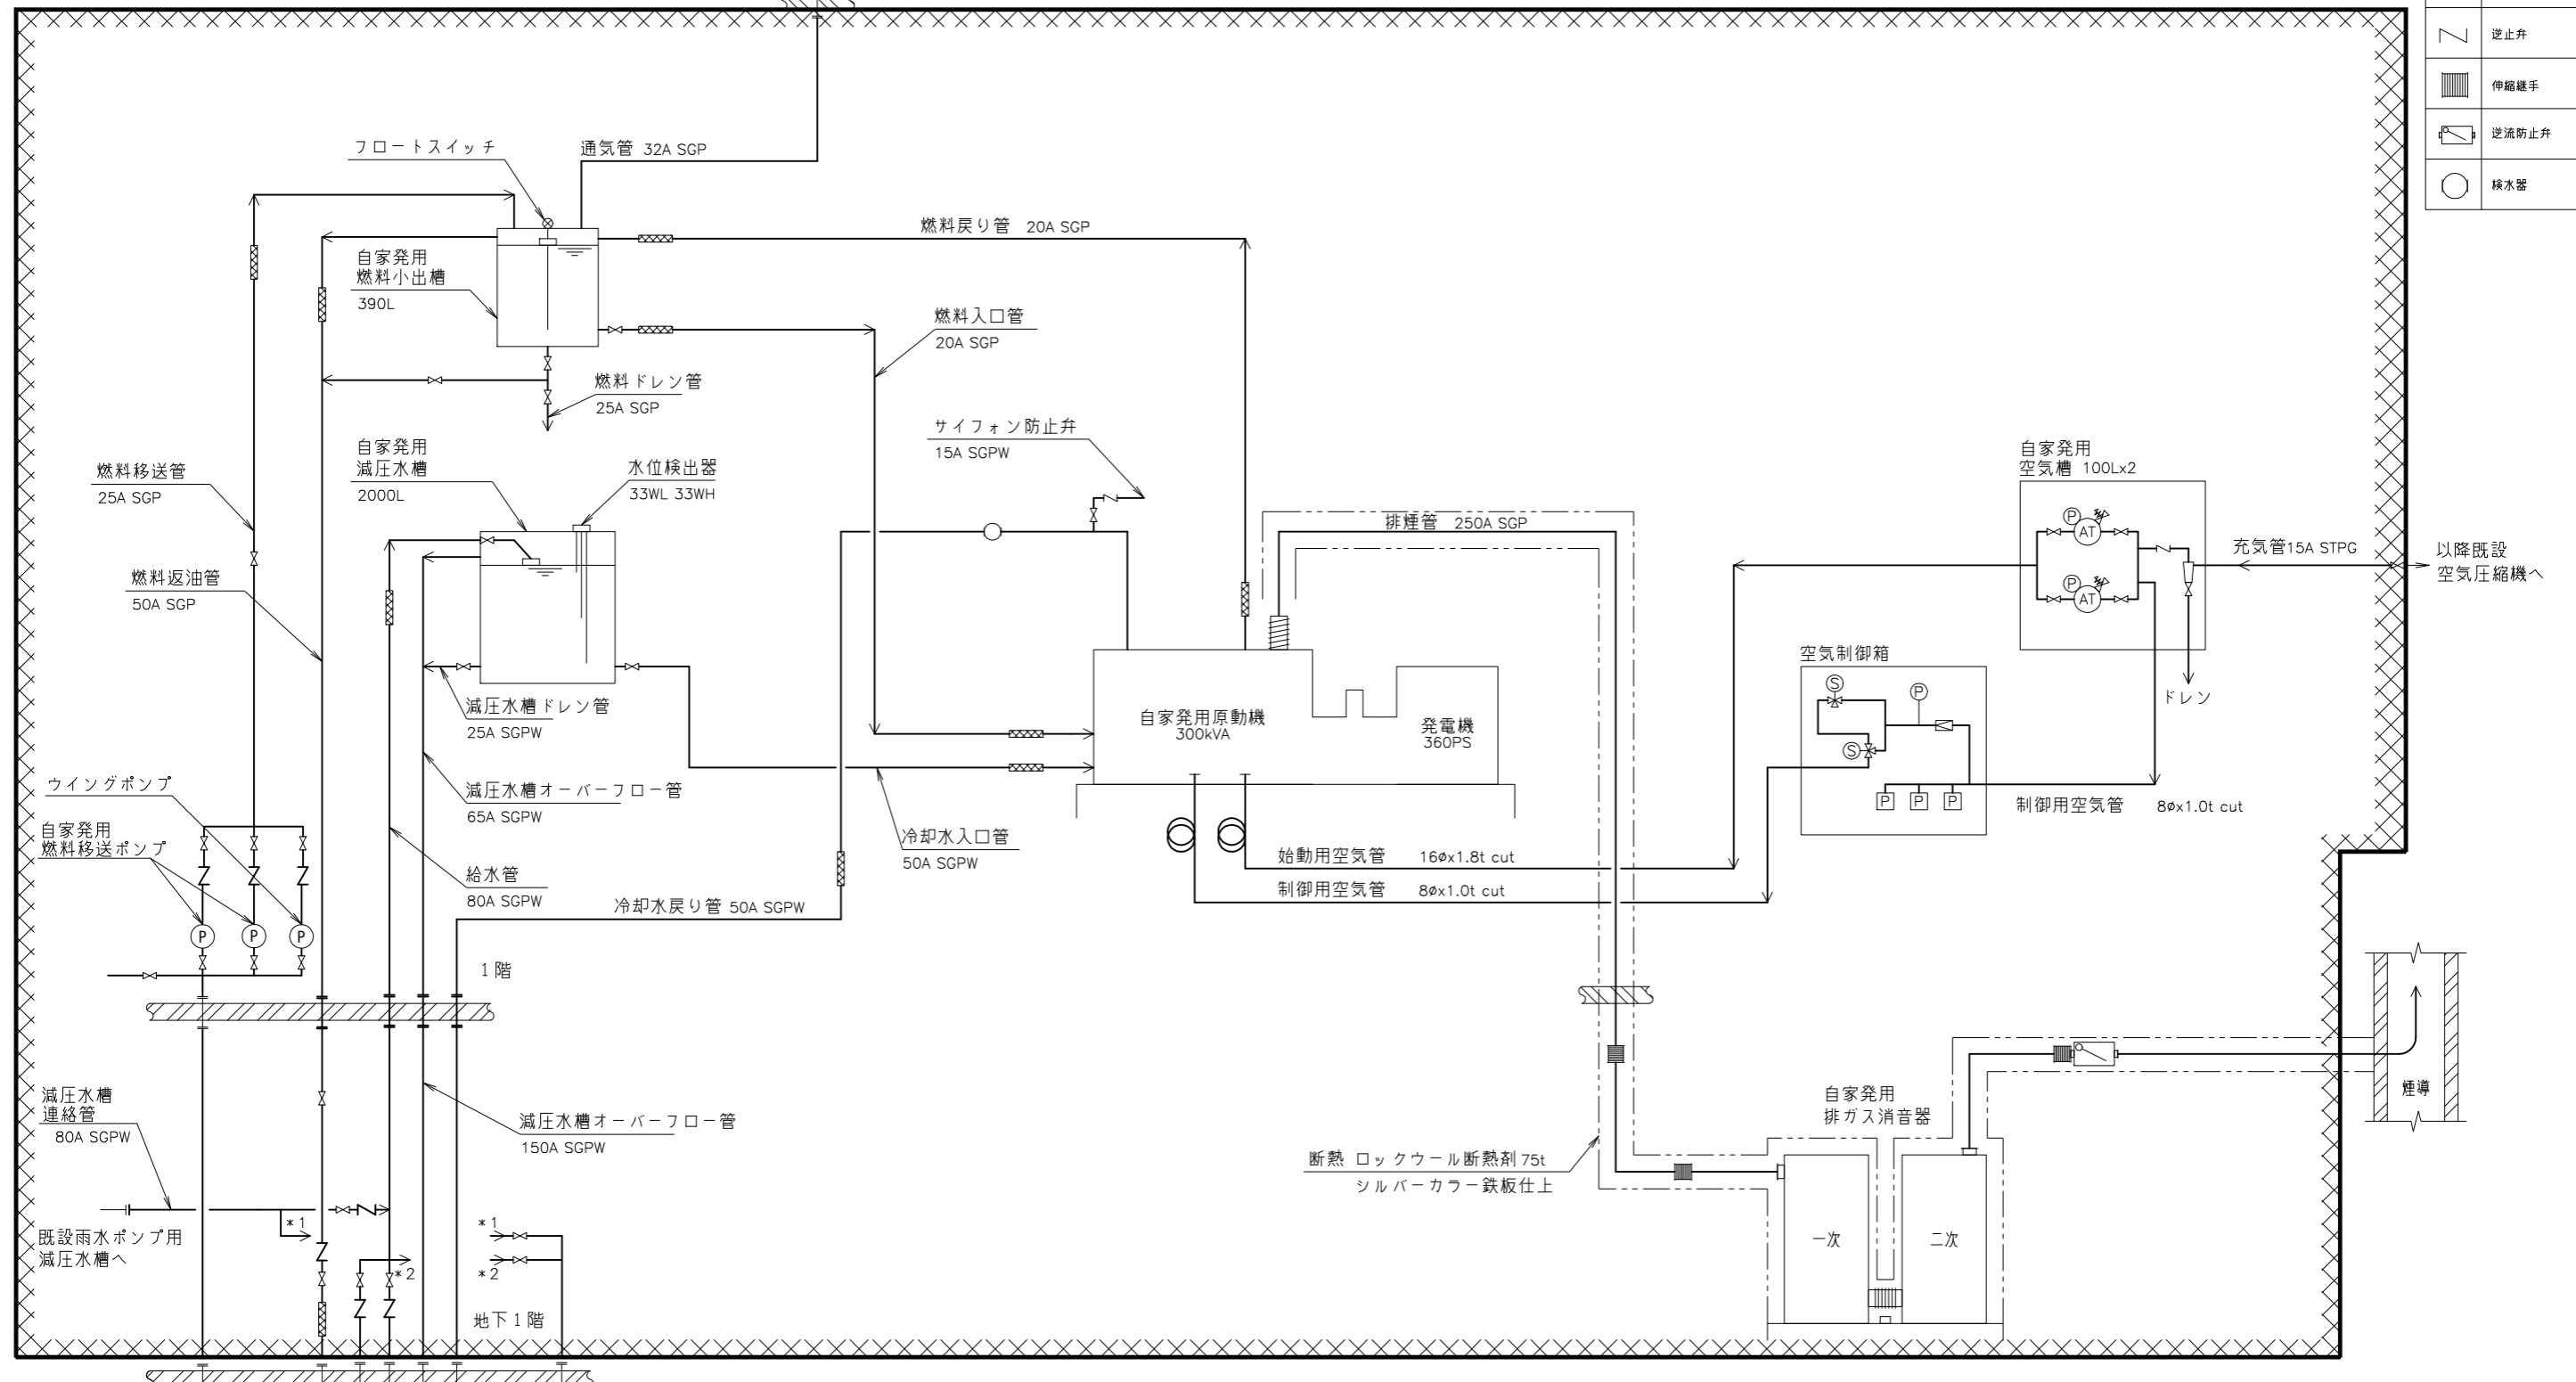 逆止弁
伸縮継手
逆流防止弁
検水器
フロートスイッチ
通気管 32A SGP
燃料戻り管 20A SGP
自家発用
燃料小出槽
390L
燃料入口管
20A SGP
燃料ドレン管
25A SGP
サイフォン防止弁
15A SGPW
自家発用
減圧水槽
2000L
水位検出器
33WL 33WH
燃料移送管
25A SGP
燃料返油管
50A SGP
排煙管 250A SGP
自家発用
空気槽 100Lx2
P
AT
P
AT
充気管15A STPG
以降既設
空気圧縮機へ
ドレン
空気制御箱
S
P
S
P
P
P
制御用空気管 8øx1.0t cut
減圧水槽ドレン管
25A SGPW
自家発用原動機
300kVA
発電機
360PS
ウイングポンプ
減圧水槽オーバーフロー管
65A SGPW
自家発用
燃料移送ポンプ
冷却水入口管
50A SGPW
始動用空気管 16øx1.8t cut
制御用空気管 8øx1.0t cut
給水管
80A SGPW
冷却水戻り管 50A SGPW
P
P
P
1階
減圧水槽
連絡管
80A SGPW
減圧水槽オーバーフロー管
150A SGPW
自家発用
排ガス消音器
煙導
断熱 ロックウール断熱剤 75t
シルバーカラー鉄板仕上
既設雨水ポンプ用
減圧水槽へ
*1
*1
*2
*2
一次
二次
地下1階